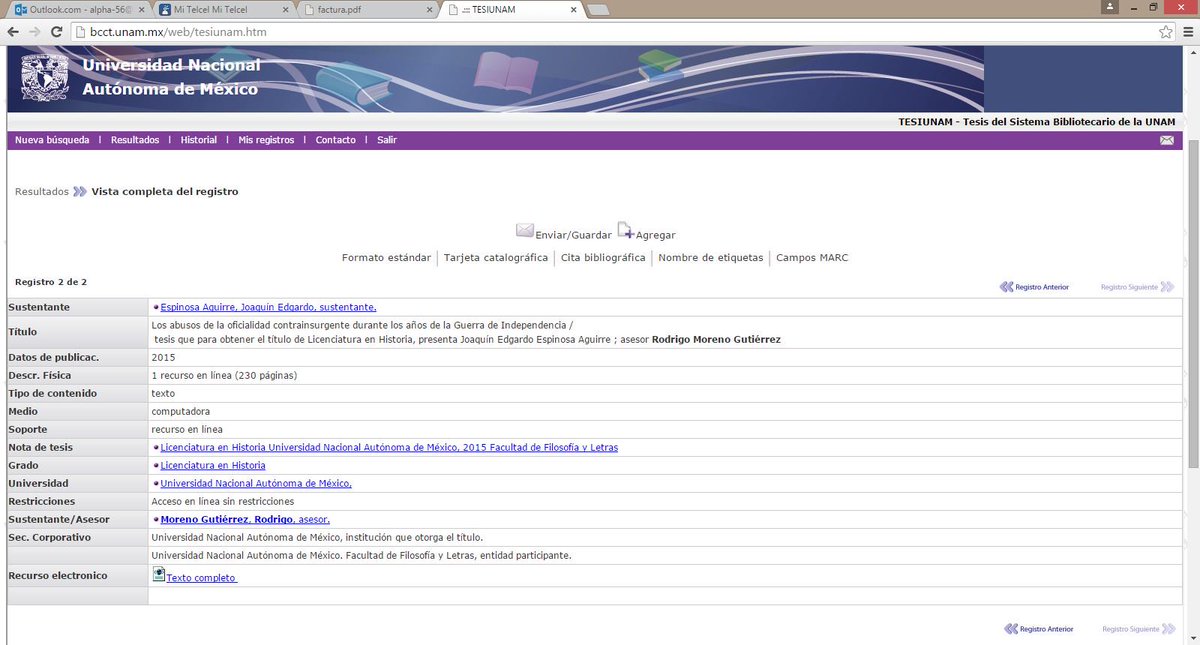 Outlook.com - alpha-56@
Mi Telcel Mi Telcel
factura.pdf
.::: TESIUNAM
bcct.unam.mx/web/tesiunam.htm
Universidad Nacional
Autónoma de México
TESIUNAM - Tesis del Sistema Bibliotecario de la UNAM
Nueva búsqueda | Resultados | Historial | Mis registros | Contacto | Salir
Resultados Vista completa del registro
Enviar/Guardar Agregar
Formato estándar | Tarjeta catalográfica | Cita bibliográfica | Nombre de etiquetas | Campos MARC
Registro 2 de 2
Registro Anterior Registro Siguiente
Sustentante Espinosa Aguirre, Joaquín Edgardo, sustentante.
Título Los abusos de la oficialidad contrainsurgente durante los años de la Guerra de Independencia /
tesis que para obtener el título de Licenciatura en Historia, presenta Joaquín Edgardo Espinosa Aguirre ; asesor Rodrigo Moreno Gutiérrez
Datos de publicac. 2015
Descr. Física 1 recurso en línea (230 páginas)
Tipo de contenido texto
Medio computadora
Soporte recurso en línea
Nota de tesis Licenciatura en Historia Universidad Nacional Autónoma de México, 2015 Facultad de Filosofía y Letras
Grado Licenciatura en Historia
Universidad Universidad Nacional Autónoma de México,
Restricciones Acceso en línea sin restricciones
Sustentante/Asesor Moreno Gutiérrez, Rodrigo, asesor.
Sec. Corporativo Universidad Nacional Autónoma de México, institución que otorga el título.
Universidad Nacional Autónoma de México. Facultad de Filosofía y Letras, entidad participante.
Recurso electronico Texto completo
Registro Anterior Registro Siguiente